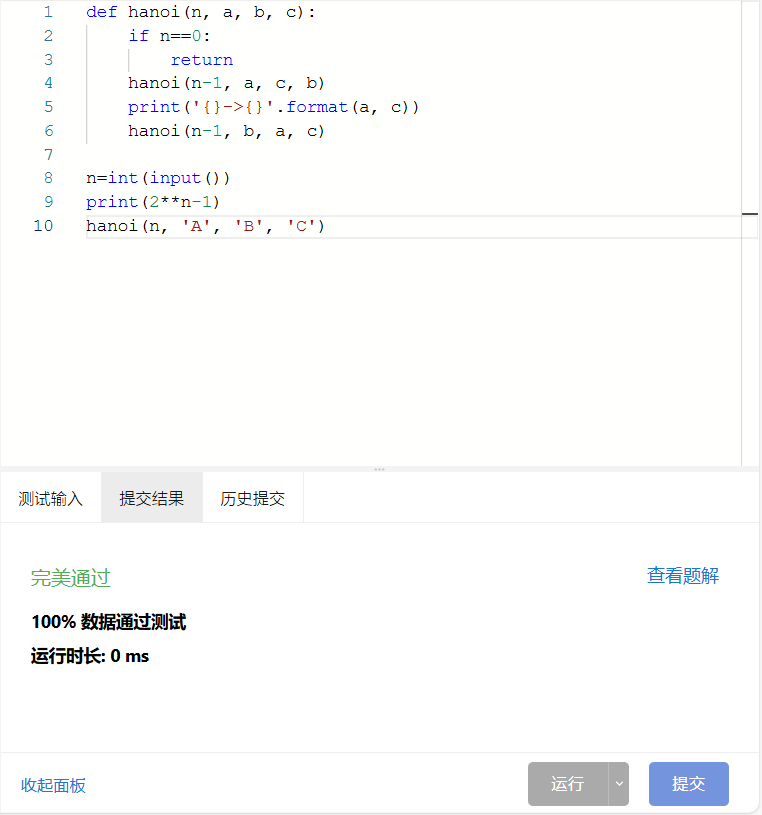 1 def hanoi(n, a, b, c):
2 if n==0:
3 return
4 hanoi(n-1, a, c, b)
5 print('{}->{}'.format(a, c))
6 hanoi(n-1, b, a, c)
7
8 n=int(input())
9 print(2**n-1)
10 hanoi(n, 'A', 'B', 'C')
测试输入 提交结果 历史提交
完美通过 查看题解
100% 数据通过测试
运行时长: 0 ms
收起面板 运行 提交